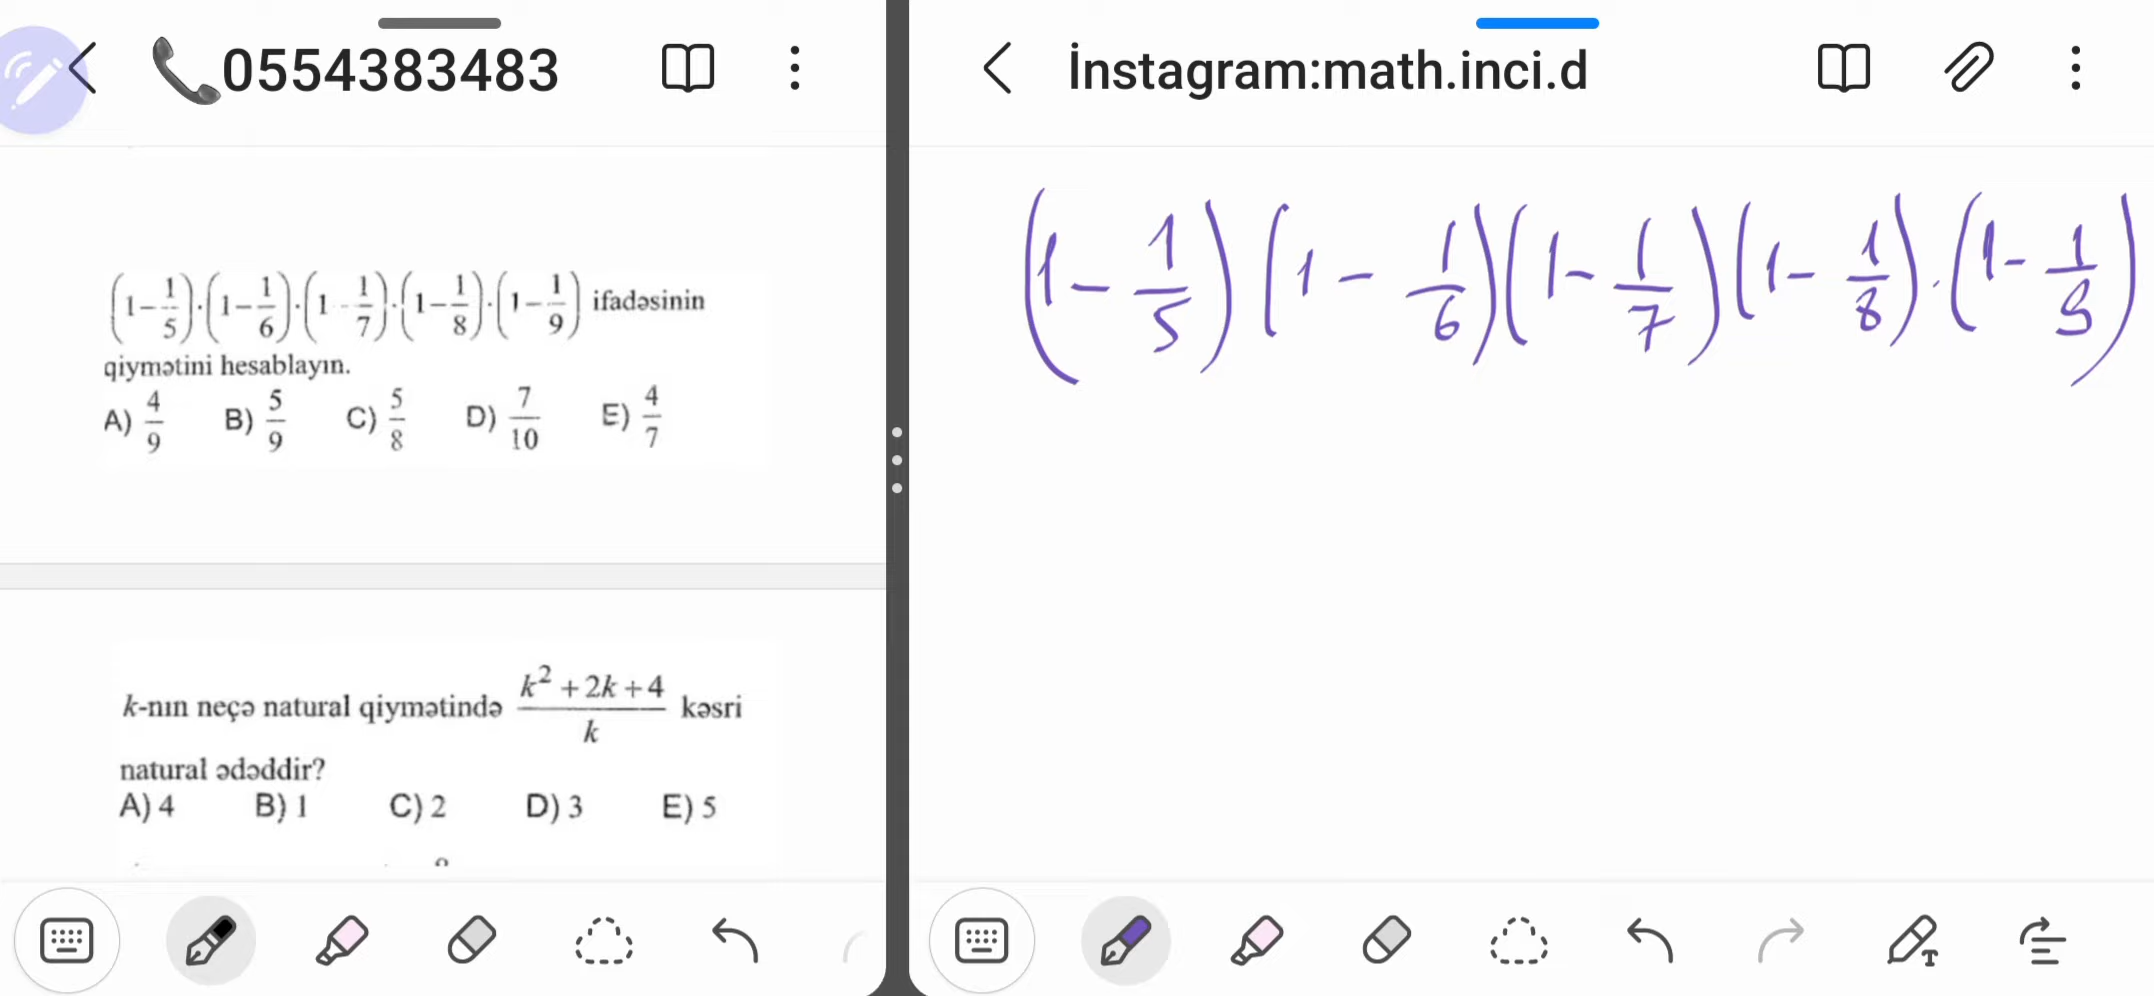 0554383483
(1-1/5)·(1-1/6)·(1-1/7)·(1-1/8)·(1-1/9) ifadəsinin
qiymətini hesablayın.
A) 4/9 B) 5/9 C) 5/8 D) 7/10 E) 4/7
k-nın neçə natural qiymətində (k²+2k+4)/k kəsri
natural ədəddir?
A) 4 B) 1 C) 2 D) 3 E) 5
İnstagram:math.inci.d
(1-1/5)(1-1/6)(1-1/7)(1-1/8)·(1-1/9)